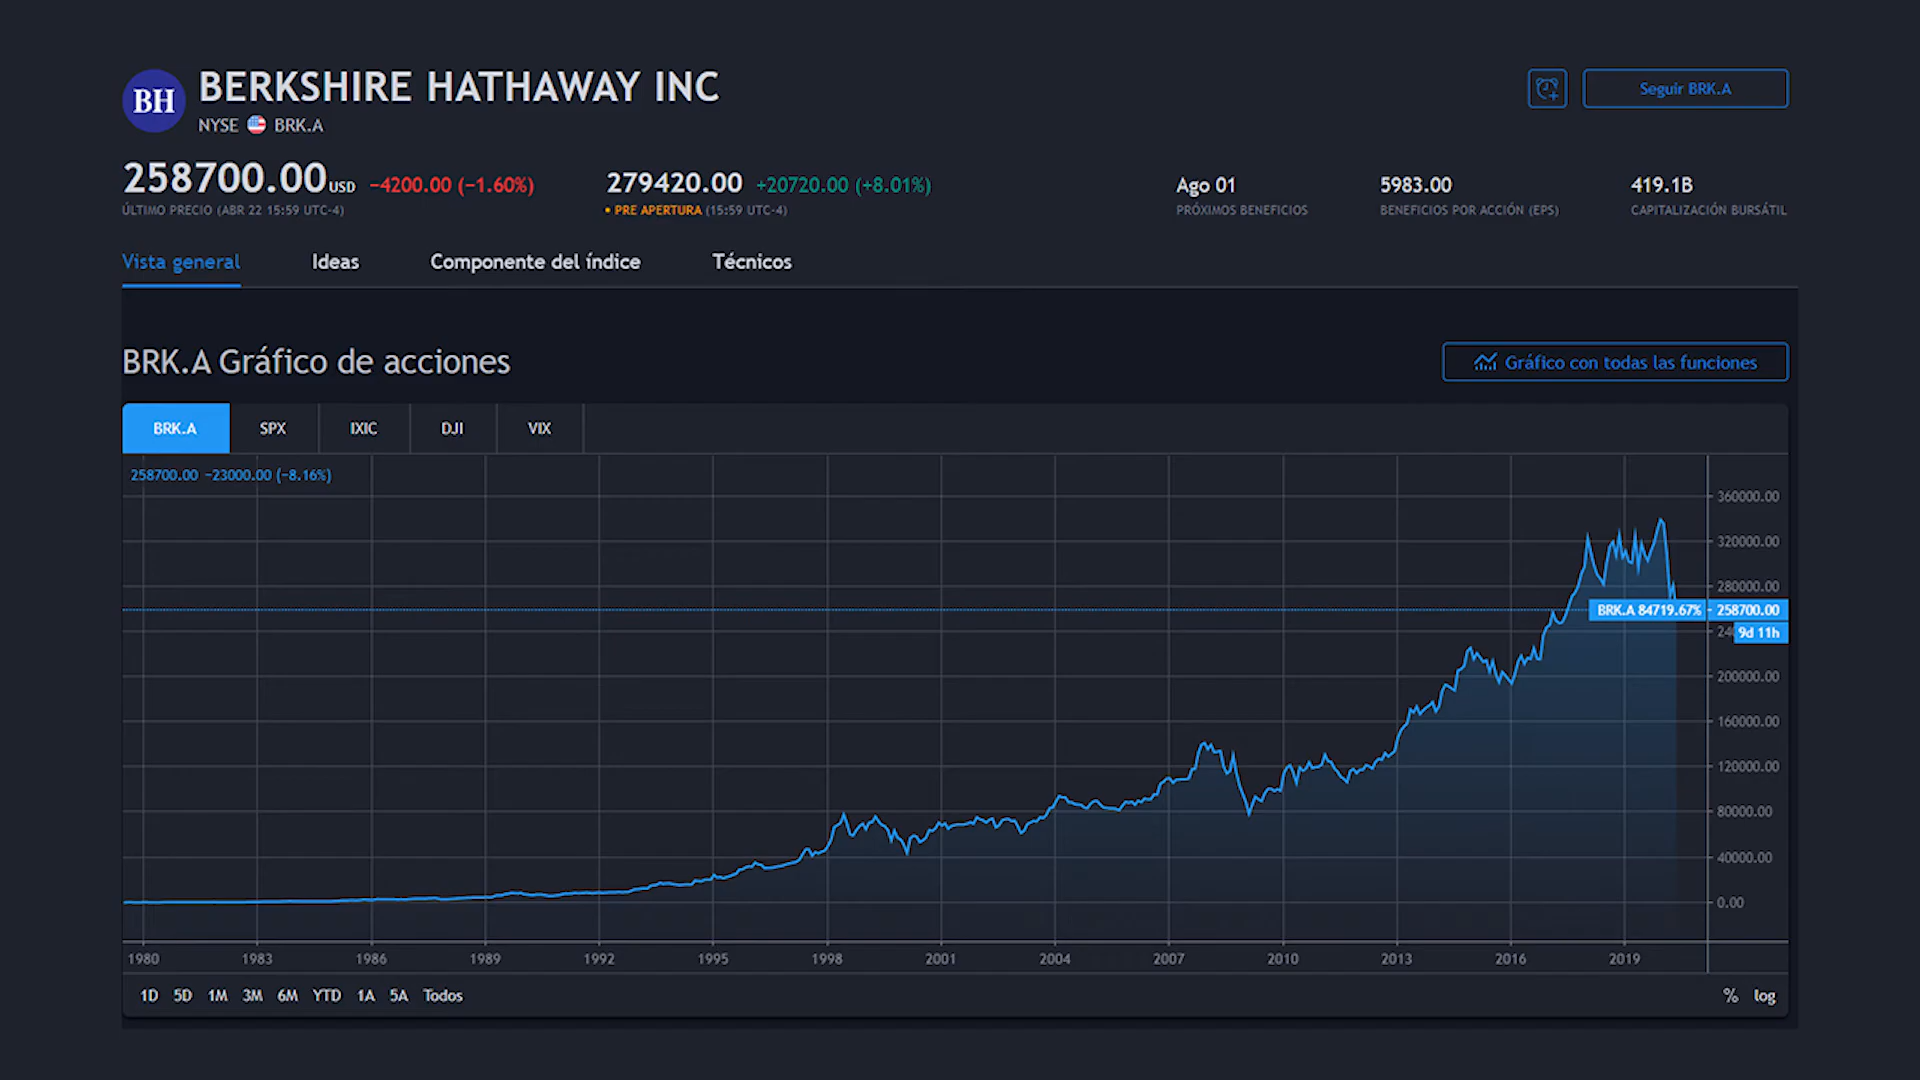 BH
BERKSHIRE HATHAWAY INC
NYSE BRK.A
Seguir BRK.A
258700.00 USD −4200.00 (−1.60%)
ÚLTIMO PRECIO (ABR 22 15:59 UTC-4)
279420.00 +20720.00 (+8.01%)
• PRE APERTURA (15:59 UTC-4)
Ago 01
PRÓXIMOS BENEFICIOS
5983.00
BENEFICIOS POR ACCIÓN (EPS)
419.1B
CAPITALIZACIÓN BURSÁTIL
Vista general Ideas Componente del índice Técnicos
BRK.A Gráfico de acciones
Gráfico con todas las funciones
BRK.A SPX IXIC DJI VIX
258700.00 −23000.00 (−8.16%)
360000.00
320000.00
280000.00
BRK.A 84719.67% 258700.00
24
9d 11h
200000.00
160000.00
120000.00
80000.00
40000.00
0.00
1980 1983 1986 1989 1992 1995 1998 2001 2004 2007 2010 2013 2016 2019
1D 5D 1M 3M 6M YTD 1A 5A Todos
% log